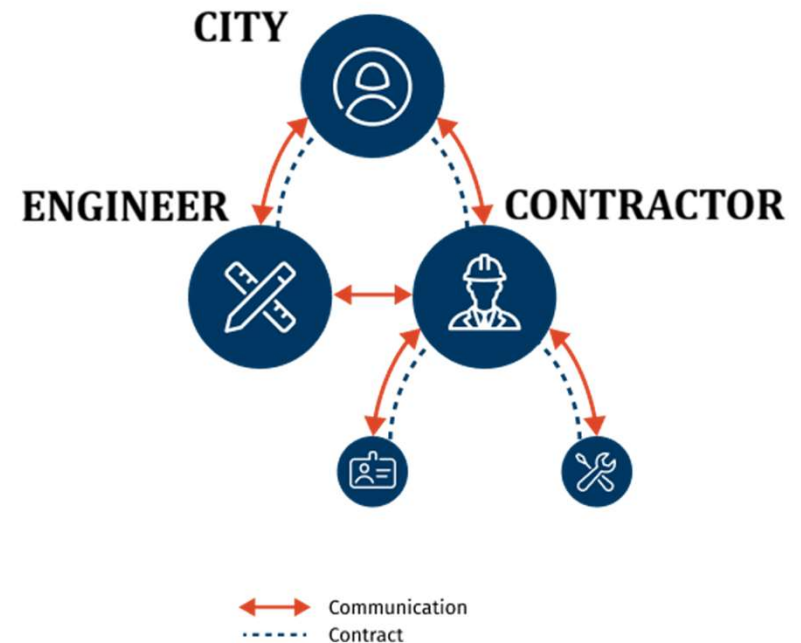 CITY
ENGINEER
CONTRACTOR
Communication
Contract